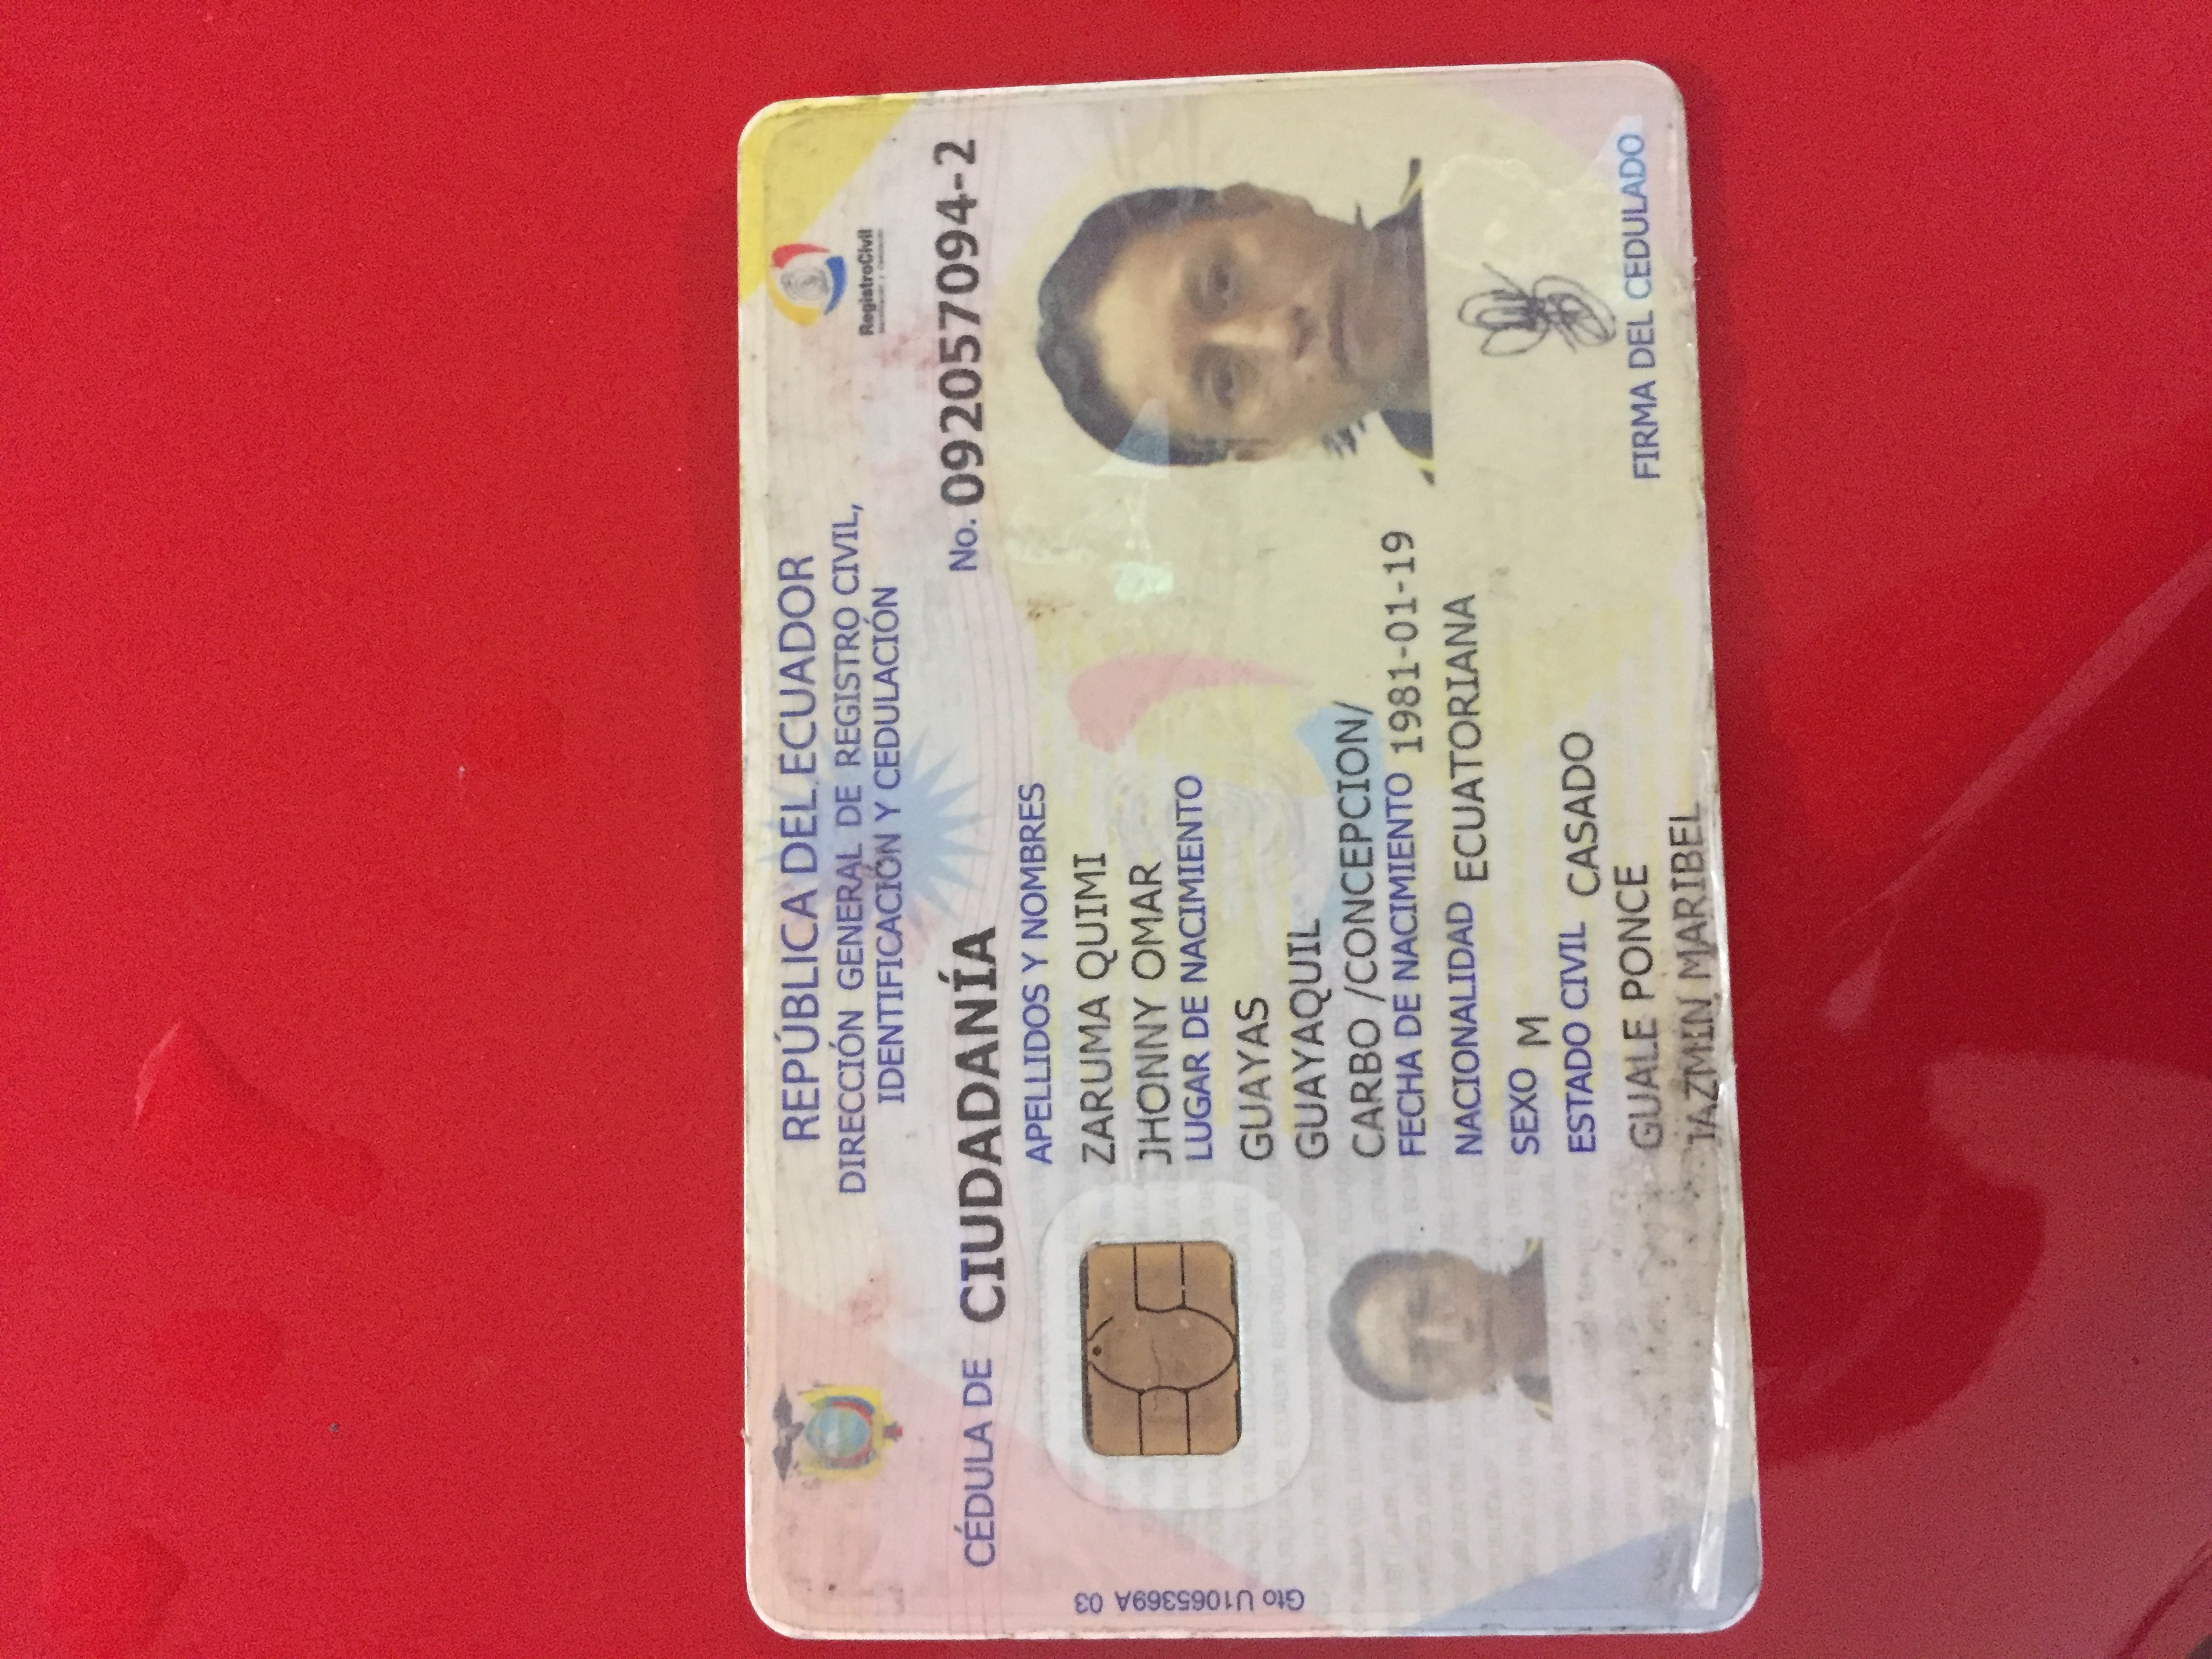 REPÚBLICA DEL ECUADOR
DIRECCIÓN GENERAL DE REGISTRO CIVIL,
IDENTIFICACIÓN Y CEDULACIÓN
RegistroCivil
CÉDULA DE CIUDADANÍA
No. 092057094-2
APELLIDOS Y NOMBRES
ZARUMA QUIMI
JHONNY OMAR
LUGAR DE NACIMIENTO
GUAYAS
GUAYAQUIL
CARBO /CONCEPCION/
FECHA DE NACIMIENTO 1981-01-19
NACIONALIDAD ECUATORIANA
SEXO M
ESTADO CIVIL CASADO
GUALE PONCE
JAZMIN MARIBEL
FIRMA DEL CEDULADO
Gto U1065369A 03